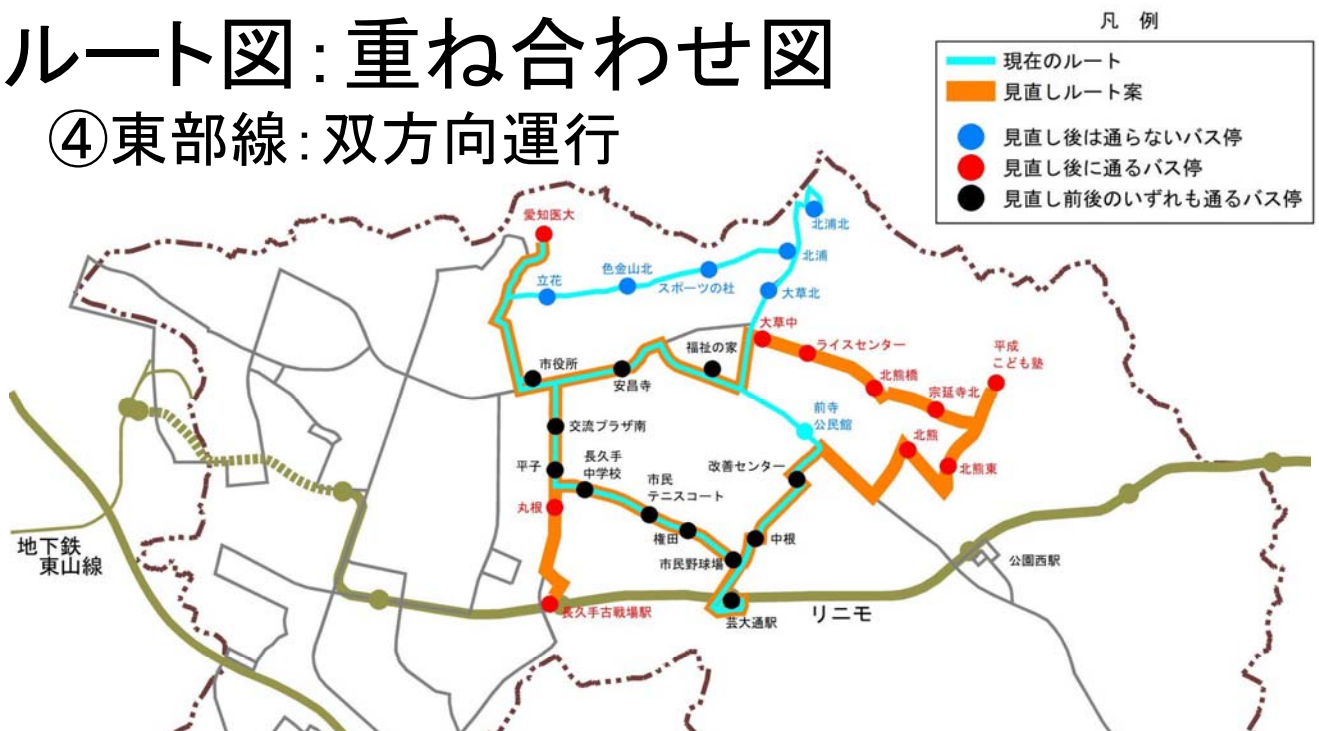 ルート図：重ね合わせ図
④東部線：双方向運行
凡 例
現在のルート
見直しルート案
見直し後は通らないバス停
見直し後に通るバス停
見直し前後のいずれも通るバス停
愛知医大
北浦北
北浦
色金山北
スポーツの杜
立花
大草北
大草中
ライスセンター
平成
こども塾
福祉の家
市役所
安昌寺
北熊橋
宗延寺北
前寺
公民館
交流プラザ南
北熊
長久手
中学校
平子
改善センター
北熊東
市民
テニスコート
丸根
権田
中根
市民野球場
地下鉄
東山線
公園西駅
長久手古戦場駅
芸大通駅
リニモ